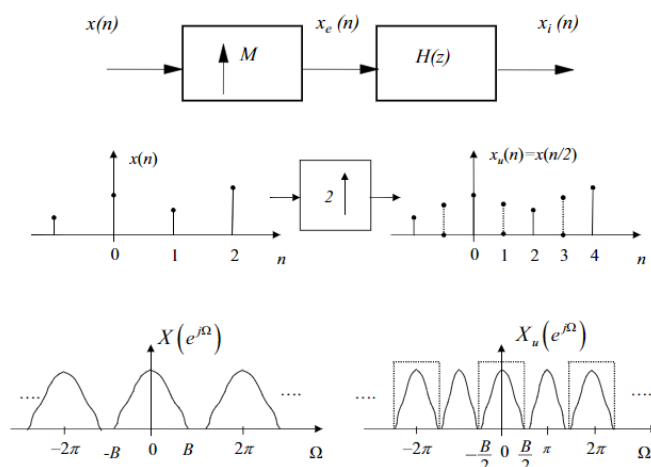 x(n) x_e (n) x_i (n)
M H(z)
x(n) x_u(n)=x(n/2)
2
0 1 2 n 0 1 2 3 4 n
X(e^{jΩ}) X_u(e^{jΩ})
.... .... .... ....
−2π -B 0 B 2π Ω −2π −B/2 0 B/2 π 2π Ω